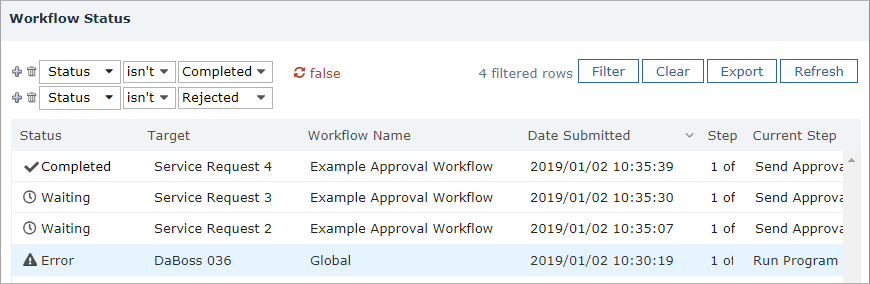 Workflow Status
Status isn't Completed false 4 filtered rows Filter Clear Export Refresh
Status isn't Rejected
Status Target Workflow Name Date Submitted Step Current Step
Completed Service Request 4 Example Approval Workflow 2019/01/02 10:35:39 1 of Send Approva
Waiting Service Request 3 Example Approval Workflow 2019/01/02 10:35:30 1 of Send Approva
Waiting Service Request 2 Example Approval Workflow 2019/01/02 10:35:07 1 of Send Approva
Error DaBoss 036 Global 2019/01/02 10:30:19 1 of Run Program